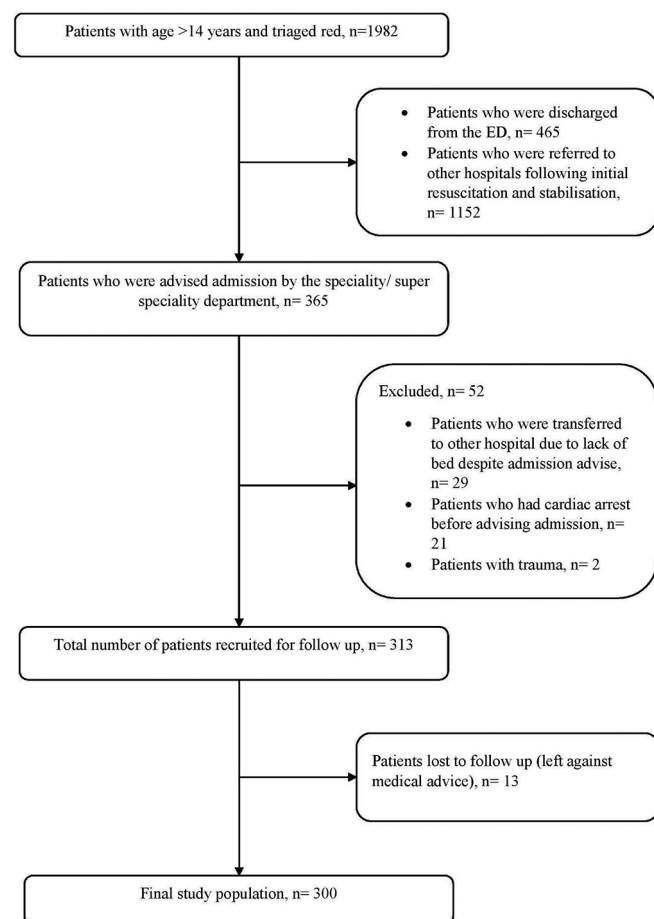 Patients with age >14 years and triaged red, n=1982
• Patients who were discharged
from the ED, n= 465
• Patients who were referred to
other hospitals following initial
resuscitation and stabilisation,
n= 1152
Patients who were advised admission by the speciality/ super
speciality department, n= 365
Excluded, n= 52
• Patients who were transferred
to other hospital due to lack of
bed despite admission advise,
n= 29
• Patients who had cardiac arrest
before advising admission, n=
21
• Patients with trauma, n= 2
Total number of patients recruited for follow up, n= 313
Patients lost to follow up (left against
medical advice), n= 13
Final study population, n= 300